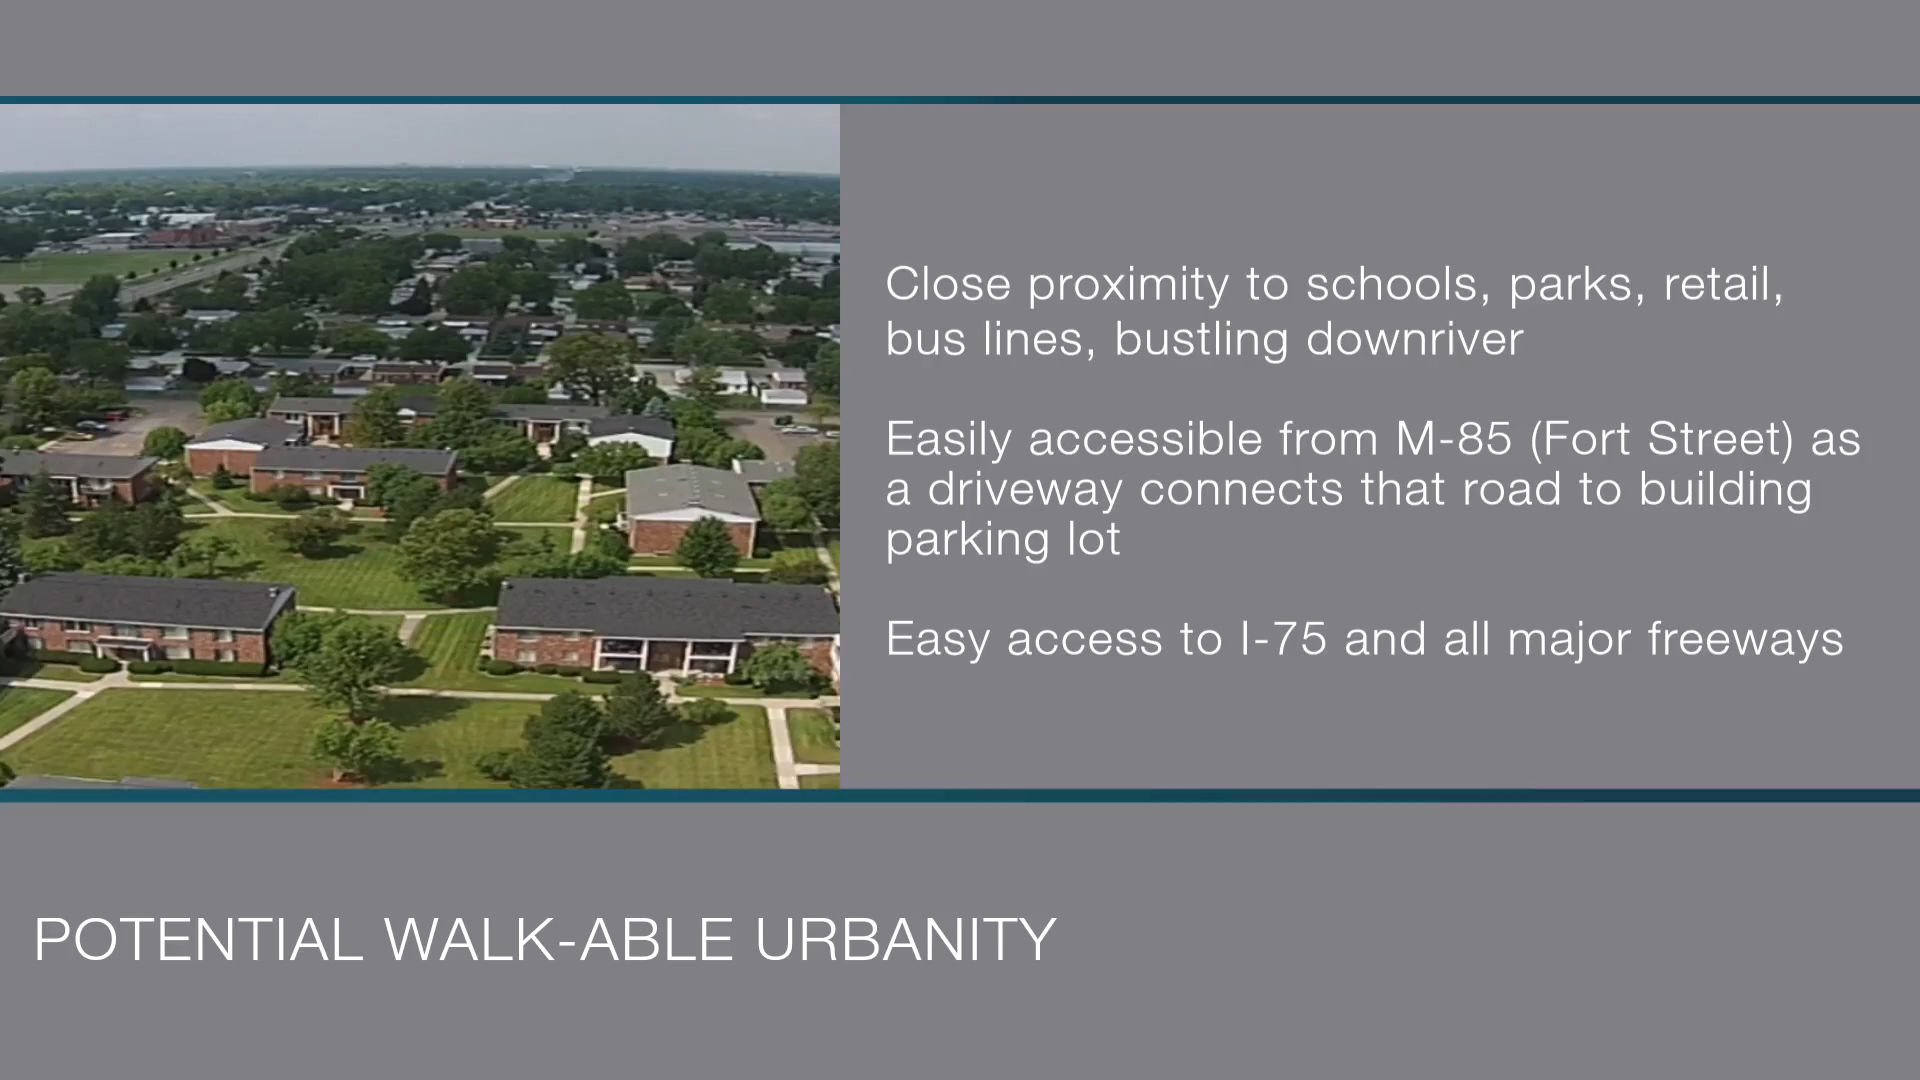 Close proximity to schools, parks, retail,
bus lines, bustling downriver
Easily accessible from M-85 (Fort Street) as
a driveway connects that road to building
parking lot
Easy access to I-75 and all major freeways
POTENTIAL WALK-ABLE URBANITY